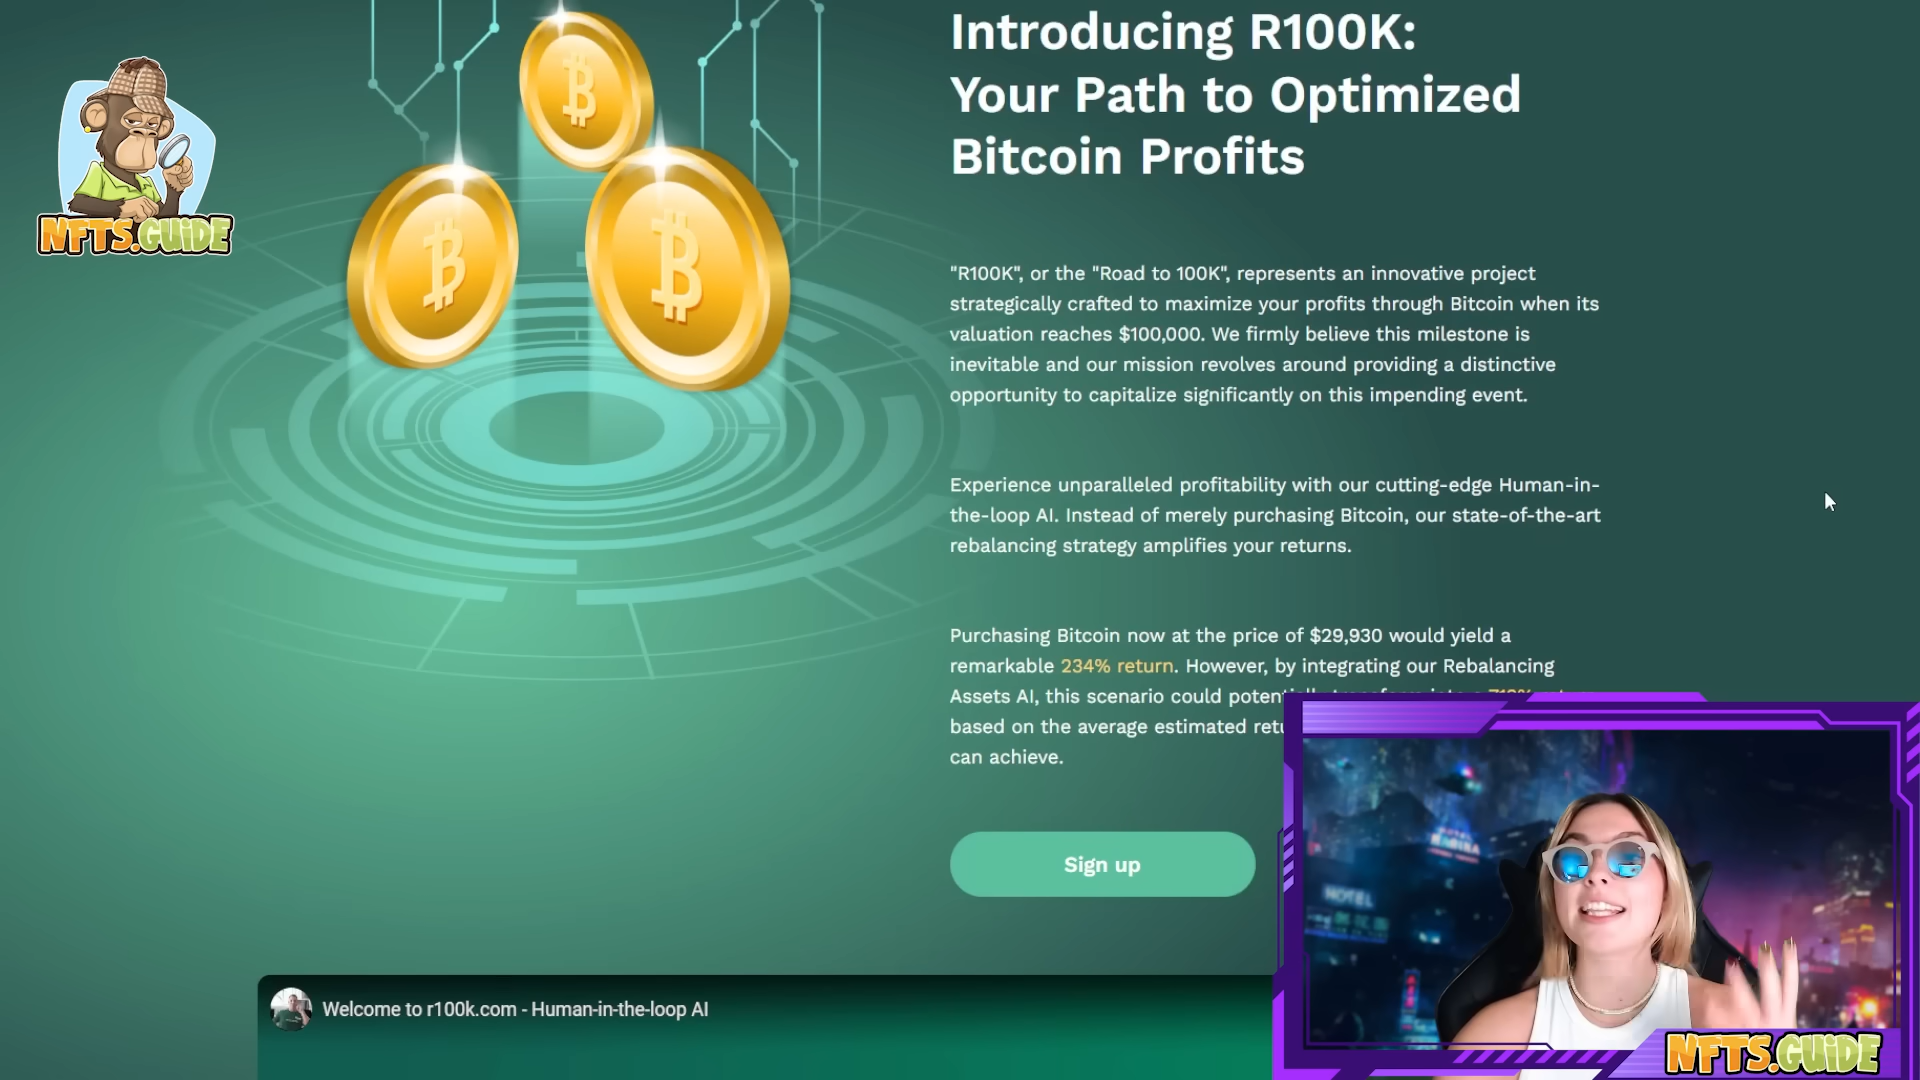 NFTS.GUIDE
Introducing R100K:
Your Path to Optimized
Bitcoin Profits
"R100K", or the "Road to 100K", represents an innovative project
strategically crafted to maximize your profits through Bitcoin when its
valuation reaches $100,000. We firmly believe this milestone is
inevitable and our mission revolves around providing a distinctive
opportunity to capitalize significantly on this impending event.
Experience unparalleled profitability with our cutting-edge Human-in-
the-loop AI. Instead of merely purchasing Bitcoin, our state-of-the-art
rebalancing strategy amplifies your returns.
Purchasing Bitcoin now at the price of $29,930 would yield a
remarkable 234% return. However, by integrating our Rebalancing
Assets AI, this scenario could
based on the average estimated
can achieve.
Sign up
Welcome to r100k.com - Human-in-the-loop AI
HOTEL
NFTS.GUIDE